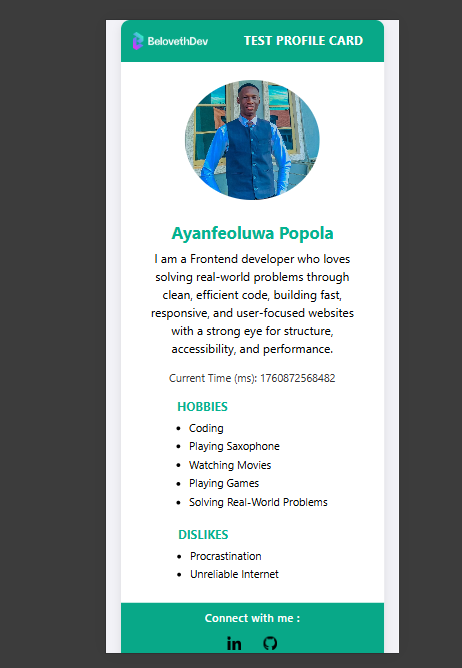 BelovethDev TEST PROFILE CARD
Ayanfeoluwa Popola
I am a Frontend developer who loves
solving real-world problems through
clean, efficient code, building fast,
responsive, and user-focused websites
with a strong eye for structure,
accessibility, and performance.
Current Time (ms): 1760872568482
HOBBIES
• Coding
• Playing Saxophone
• Watching Movies
• Playing Games
• Solving Real-World Problems
DISLIKES
• Procrastination
• Unreliable Internet
Connect with me :
in